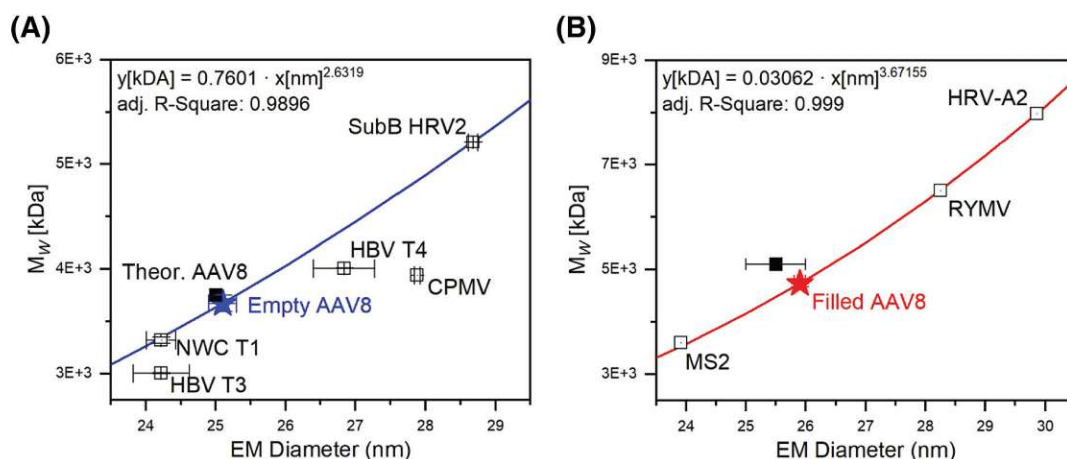 (A)
y[kDA] = 0.7601 · x[nm]^2.6319
adj. R-Square: 0.9896
6E+3
5E+3
4E+3
3E+3
M_W [kDa]
SubB HRV2
HBV T4
CPMV
Theor. AAV8
Empty AAV8
NWC T1
HBV T3
24 25 26 27 28 29
EM Diameter (nm)
(B)
y[kDA] = 0.03062 · x[nm]^3.67155
adj. R-Square: 0.999
9E+3
7E+3
5E+3
3E+3
M_W [kDa]
HRV-A2
RYMV
Filled AAV8
MS2
24 25 26 27 28 29 30
EM Diameter (nm)